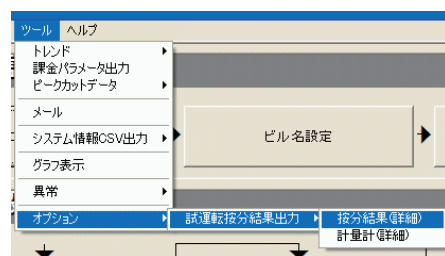 ツール ヘルプ
トレンド
課金パラメータ出力
ピークカットデータ
メール
システム情報CSV出力
グラフ表示
異常
オプション
ビル名設定
試運転按分結果出力
按分結果(詳細)
計量計(詳細)